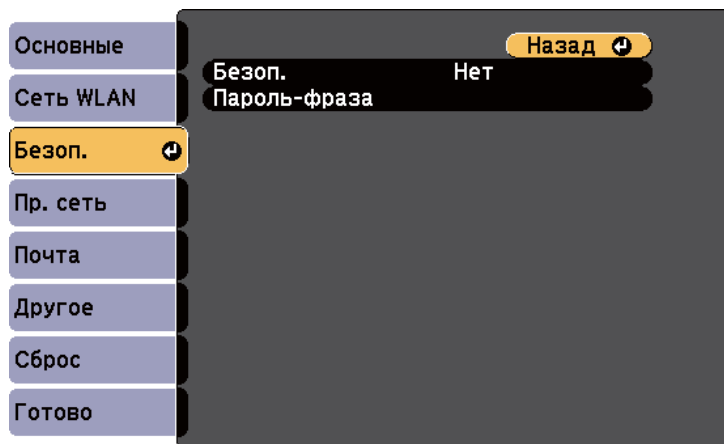 Основные
Сеть WLAN
Безоп.
Пр. сеть
Почта
Другое
Сброс
Готово
Назад
Безоп. Нет
Пароль-фраза